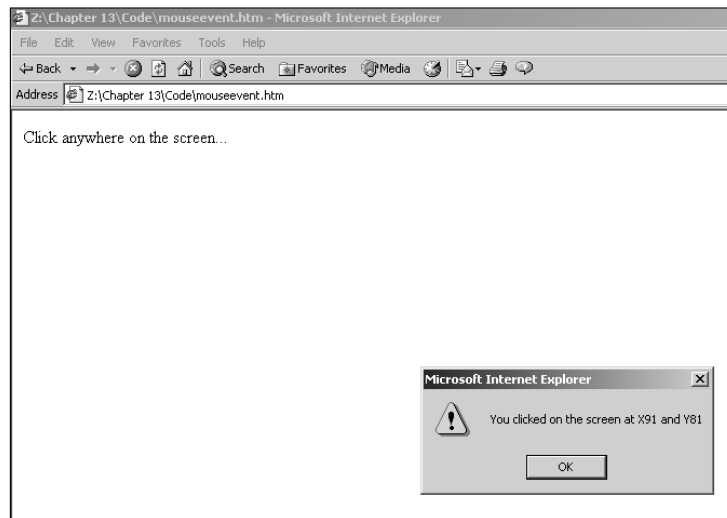 Z:\Chapter 13\Code\mouseevent.htm - Microsoft Internet Explorer
File Edit View Favorites Tools Help
Back Search Favorites Media
Address Z:\Chapter 13\Code\mouseevent.htm
Click anywhere on the screen...
Microsoft Internet Explorer
You clicked on the screen at X91 and Y81
OK